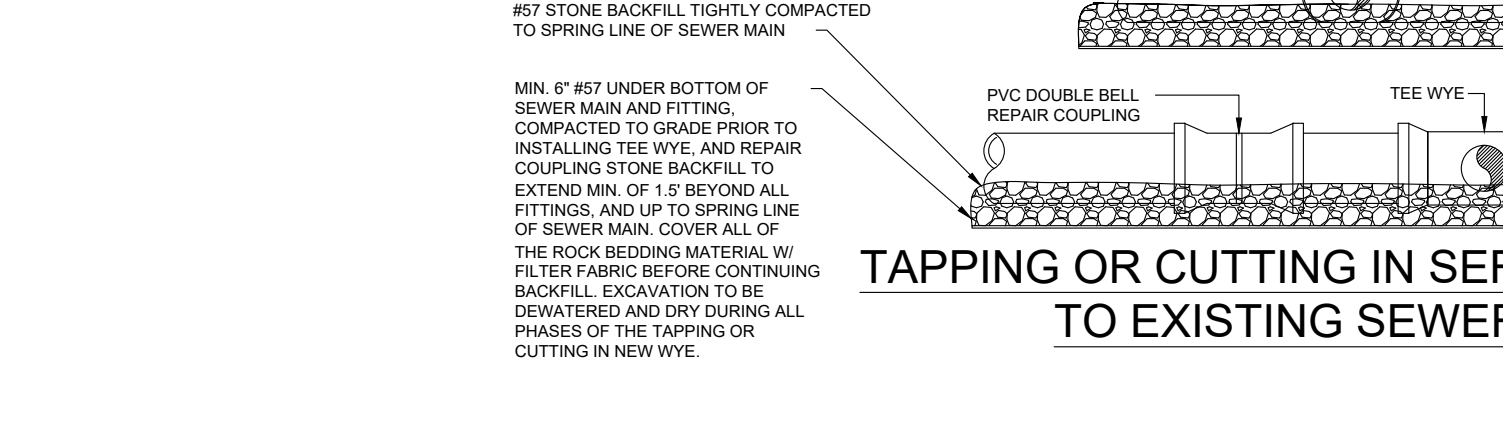 #57 STONE BACKFILL TIGHTLY COMPACTED
TO SPRING LINE OF SEWER MAIN
MIN. 6" #57 UNDER BOTTOM OF
SEWER MAIN AND FITTING,
COMPACTED TO GRADE PRIOR TO
INSTALLING TEE WYE, AND REPAIR
COUPLING STONE BACKFILL TO
EXTEND MIN. OF 1.5' BEYOND ALL
FITTINGS, AND UP TO SPRING LINE
OF SEWER MAIN. COVER ALL OF
THE ROCK BEDDING MATERIAL W/
FILTER FABRIC BEFORE CONTINUING
BACKFILL. EXCAVATION TO BE
DEWATERED AND DRY DURING ALL
PHASES OF THE TAPPING OR
CUTTING IN NEW WYE.
PVC DOUBLE BELL
REPAIR COUPLING
TEE WYE
TAPPING OR CUTTING IN SER
TO EXISTING SEWER